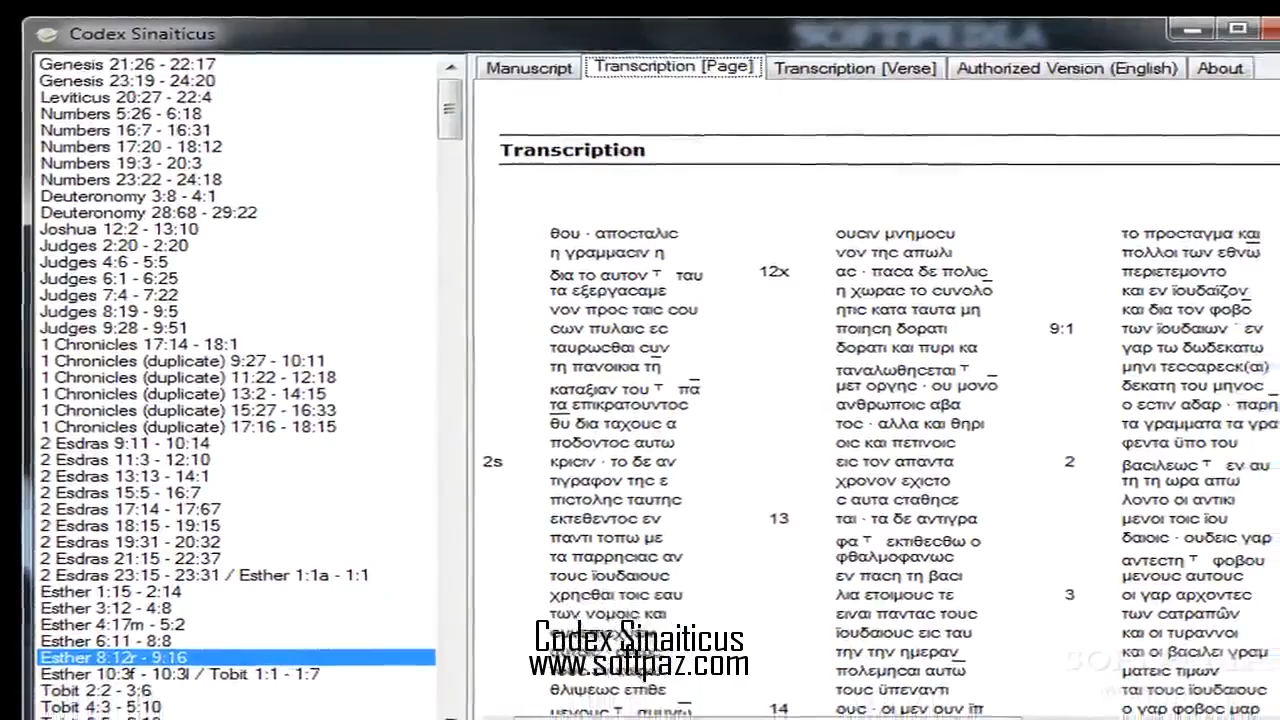 Codex Sinaiticus
SOFTPEDIA
Genesis 21:26 - 22:17
Genesis 23:19 - 24:20
Leviticus 20:27 - 22:4
Numbers 5:26 - 6:18
Numbers 16:7 - 16:31
Numbers 17:20 - 18:12
Numbers 19:3 - 20:3
Numbers 23:22 - 24:18
Deuteronomy 3:8 - 4:1
Deuteronomy 28:68 - 29:22
Joshua 12:2 - 13:10
Judges 2:20 - 2:20
Judges 4:6 - 5:5
Judges 6:1 - 6:25
Judges 7:4 - 7:22
Judges 8:19 - 9:5
Judges 9:28 - 9:51
1 Chronicles 17:14 - 18:1
1 Chronicles (duplicate) 9:27 - 10:11
1 Chronicles (duplicate) 11:22 - 12:18
1 Chronicles (duplicate) 13:2 - 14:15
1 Chronicles (duplicate) 15:27 - 16:33
1 Chronicles (duplicate) 17:16 - 18:15
2 Esdras 9:11 - 10:14
2 Esdras 11:3 - 12:10
2 Esdras 13:13 - 14:1
2 Esdras 15:5 - 16:7
2 Esdras 17:14 - 17:67
2 Esdras 18:15 - 19:15
2 Esdras 19:31 - 20:32
2 Esdras 21:15 - 22:37
2 Esdras 23:15 - 23:31 / Esther 1:1a - 1:1
Esther 1:15 - 2:14
Esther 3:12 - 4:8
Esther 4:17m - 5:2
Esther 6:11 - 8:8
Esther 8:12r - 9:16
Esther 10:3f - 10:3l / Tobit 1:1 - 1:7
Tobit 2:2 - 3:6
Tobit 4:3 - 5:10
Manuscript
Transcription [Page]
Transcription [Verse]
Authorized Version (English)
About
Transcription
θου · αποσταλιϲ
η γραμμαϲιν η
δια το αυτον ⸆ ταυ
τα εξεργαϲαμε
νον προϲ ταιϲ ϲου
ϲων πυλαιϲ εϲ
ταυρωϲθαι ϲυν
τη πανοικια τη
καταξιαν του ⸆ πα
τα επικρατουντοϲ
θυ δια ταχουϲ α
ποδοντοϲ αυτω
2s κριϲιν · το δε αν
τιγραφον τηϲ ε
πιϲτοληϲ ταυτηϲ
εκτεθεντοϲ εν
παντι τοπω με
τα παρρηϲιαϲ αν
τουϲ ϊουδαιουϲ
χρηϲθαι τοιϲ εαυ
των νομοιϲ και
θλιψεωϲ επιθε
μενουϲ ⸆ αμυνω
ουϲιν μνημοϲυ
νον τηϲ απωλι
12x αϲ · παϲα δε πολιϲ
η χωραϲ το ϲυνολο
ητιϲ κατα ταυτα μη
ποιηϲη δορατι
δορατι και πυρι κα
ταναλωθηϲεται ⸆
μετ οργηϲ · ου μονο
ανθρωποιϲ αβα
τοϲ · αλλα και θηρι
οιϲ και πετινοιϲ
ειϲ τον απαντα
χρονον εχιϲτο
ϲ αυτα ϲταθηϲε
13 ται · τα δε αντιγρα
φα ⸆ εκτιθεϲθω ο
φθαλμοφανωϲ
εν παϲη τη βαϲι
λια ετοιμουϲ τε
ειναι πανταϲ τουϲ
ϊουδαιουϲ ειϲ ταυ
την την ημεραν
πολεμηϲαι αυτω
τουϲ ϋπεναντι
14 ουϲ · οι μεν ουν ϊπ
το προϲταγμα και
πολλοι των εθνω
περιετεμοντο
και εν ϊουδαϊζον
και δια τον φοβο
9:1 των ϊουδαιων · εν
γαρ τω δωδεκατω
μηνι τεϲϲαρεϲκ(αι)
δεκατη του μηνοϲ
ο εϲτιν αδαρ · παρη
τα γραμματα τα γρα
φεντα ϋπο του
2 βαϲιλεωϲ ⸆ εν αυ
τη τη ωρα απω
λοντο οι αντικι
μενοι τοιϲ ϊου
δαιοιϲ · ουδειϲ γαρ
αντεϲτη ⸆ φοβου
μενουϲ αυτουϲ
3 οι γαρ αρχοντεϲ
των ϲατραπῶν
και οι τυραννοι
και οι βαϲιλει γραμ
ματειϲ τιμων
ται τουϲ ϊουδαιουϲ
ο γαρ φοβοϲ μαρ
Codex Sinaiticus
www.softpaz.com